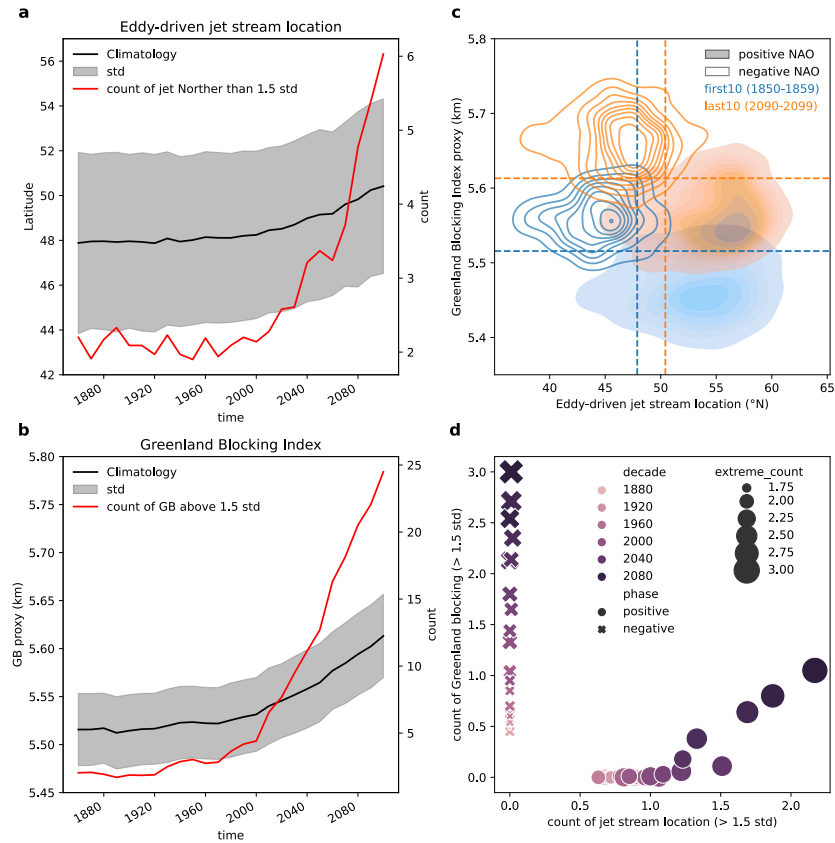 a
Eddy-driven jet stream location
Climatology
std
count of jet Norther than 1.5 std
56
54
52
50
48
46
44
42
Latitude
6
5
4
3
2
count
1880
1920
1960
2000
2040
2080
time
b
Greenland Blocking Index
Climatology
std
count of GB above 1.5 std
5.80
5.75
5.70
5.65
5.60
5.55
5.50
5.45
GB proxy (km)
25
20
15
10
5
count
1880
1920
1960
2000
2040
2080
time
c
positive NAO
negative NAO
first10 (1850-1859)
last10 (2090-2099)
5.8
5.7
5.6
5.5
5.4
Greenland Blocking Index proxy (km)
40
45
50
55
60
65
Eddy-driven jet stream location (°N)
d
3.0
2.5
2.0
1.5
1.0
0.5
0.0
count of Greenland blocking (> 1.5 std)
decade
1880
1920
1960
2000
2040
2080
phase
positive
negative
extreme_count
1.75
2.00
2.25
2.50
2.75
3.00
0.0
0.5
1.0
1.5
2.0
count of jet stream location (> 1.5 std)